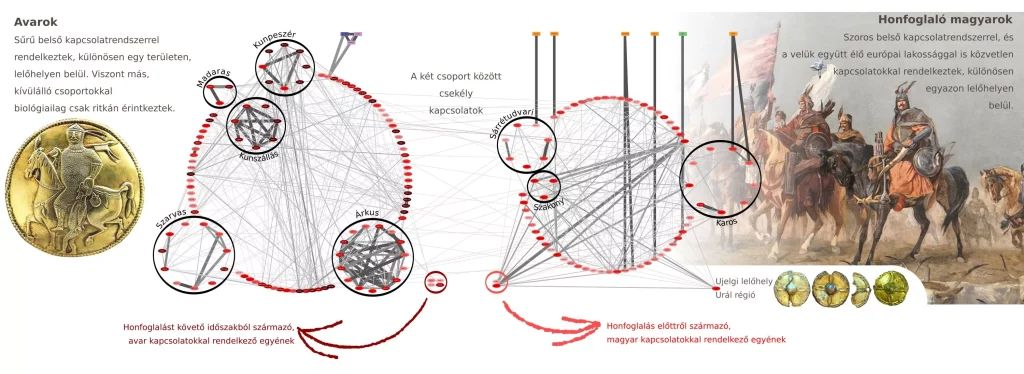 Avarok
Sűrű belső kapcsolatrendszerrel
rendelkeztek, különösen egy területen,
lelőhelyen belül. Viszont más,
kívülálló csoportokkal
biológiailag csak ritkán érintkeztek.
Kunpeszér
Madaras
Kunszállás
Szarvas
Árkus
A két csoport között
csekély
kapcsolatok
Honfoglaló magyarok
Szoros belső kapcsolatrendszerrel, és
a velük együtt élő európai lakossággal is közvetlen
kapcsolatokkal rendelkeztek, különösen
egyazon lelőhelyen
belül.
Sárrétudvari
Szakony
Karos
Ujelgi lelőhely
Urál régió
Honfoglalást követő időszakból származó,
avar kapcsolatokkal rendelkező egyének
Honfoglalás előttről származó,
magyar kapcsolatokkal rendelkező egyének